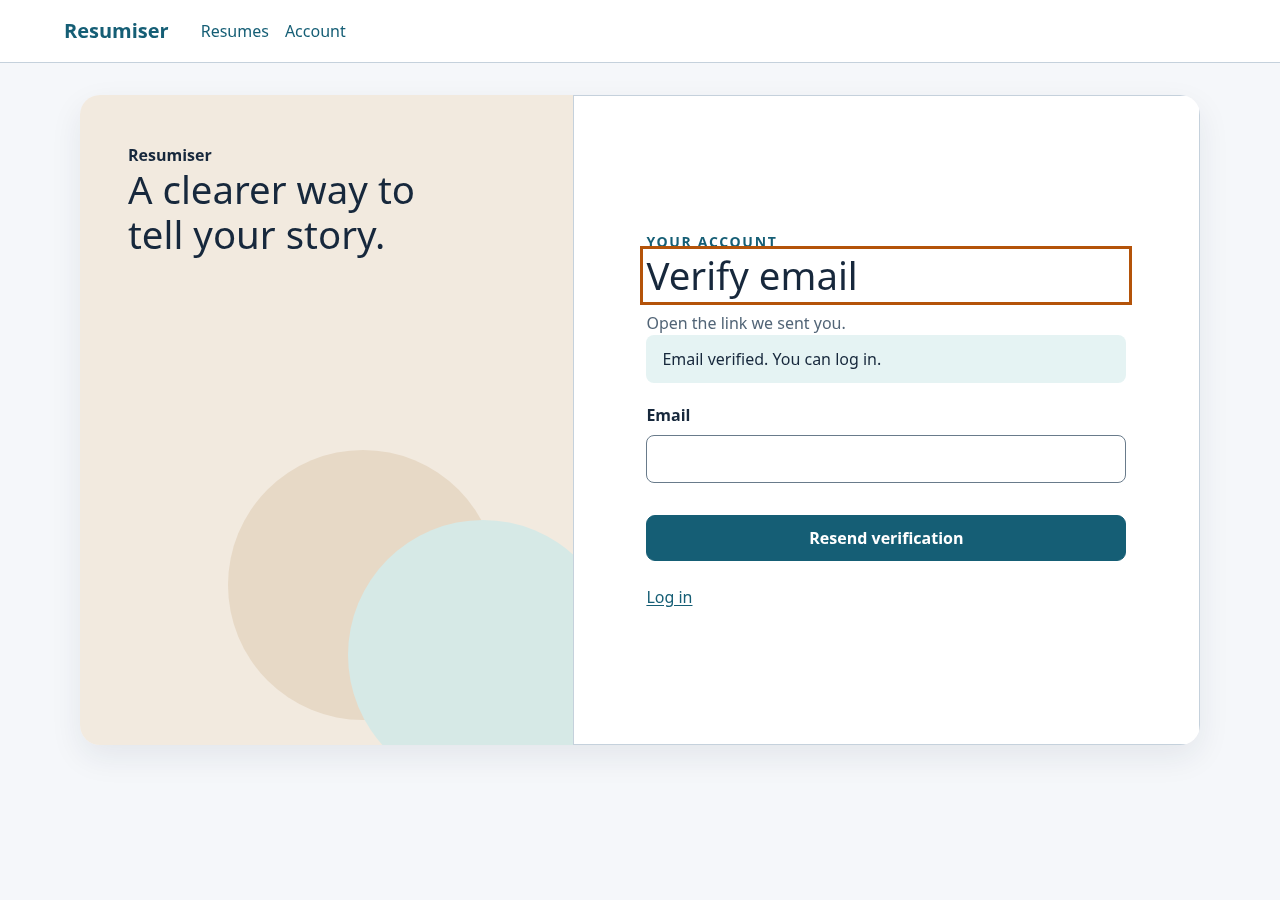 Resumiser
Resumes
Account
Resumiser
A clearer way to
tell your story.
YOUR ACCOUNT
Verify email
Open the link we sent you.
Email verified. You can log in.
Email
Resend verification
Log in